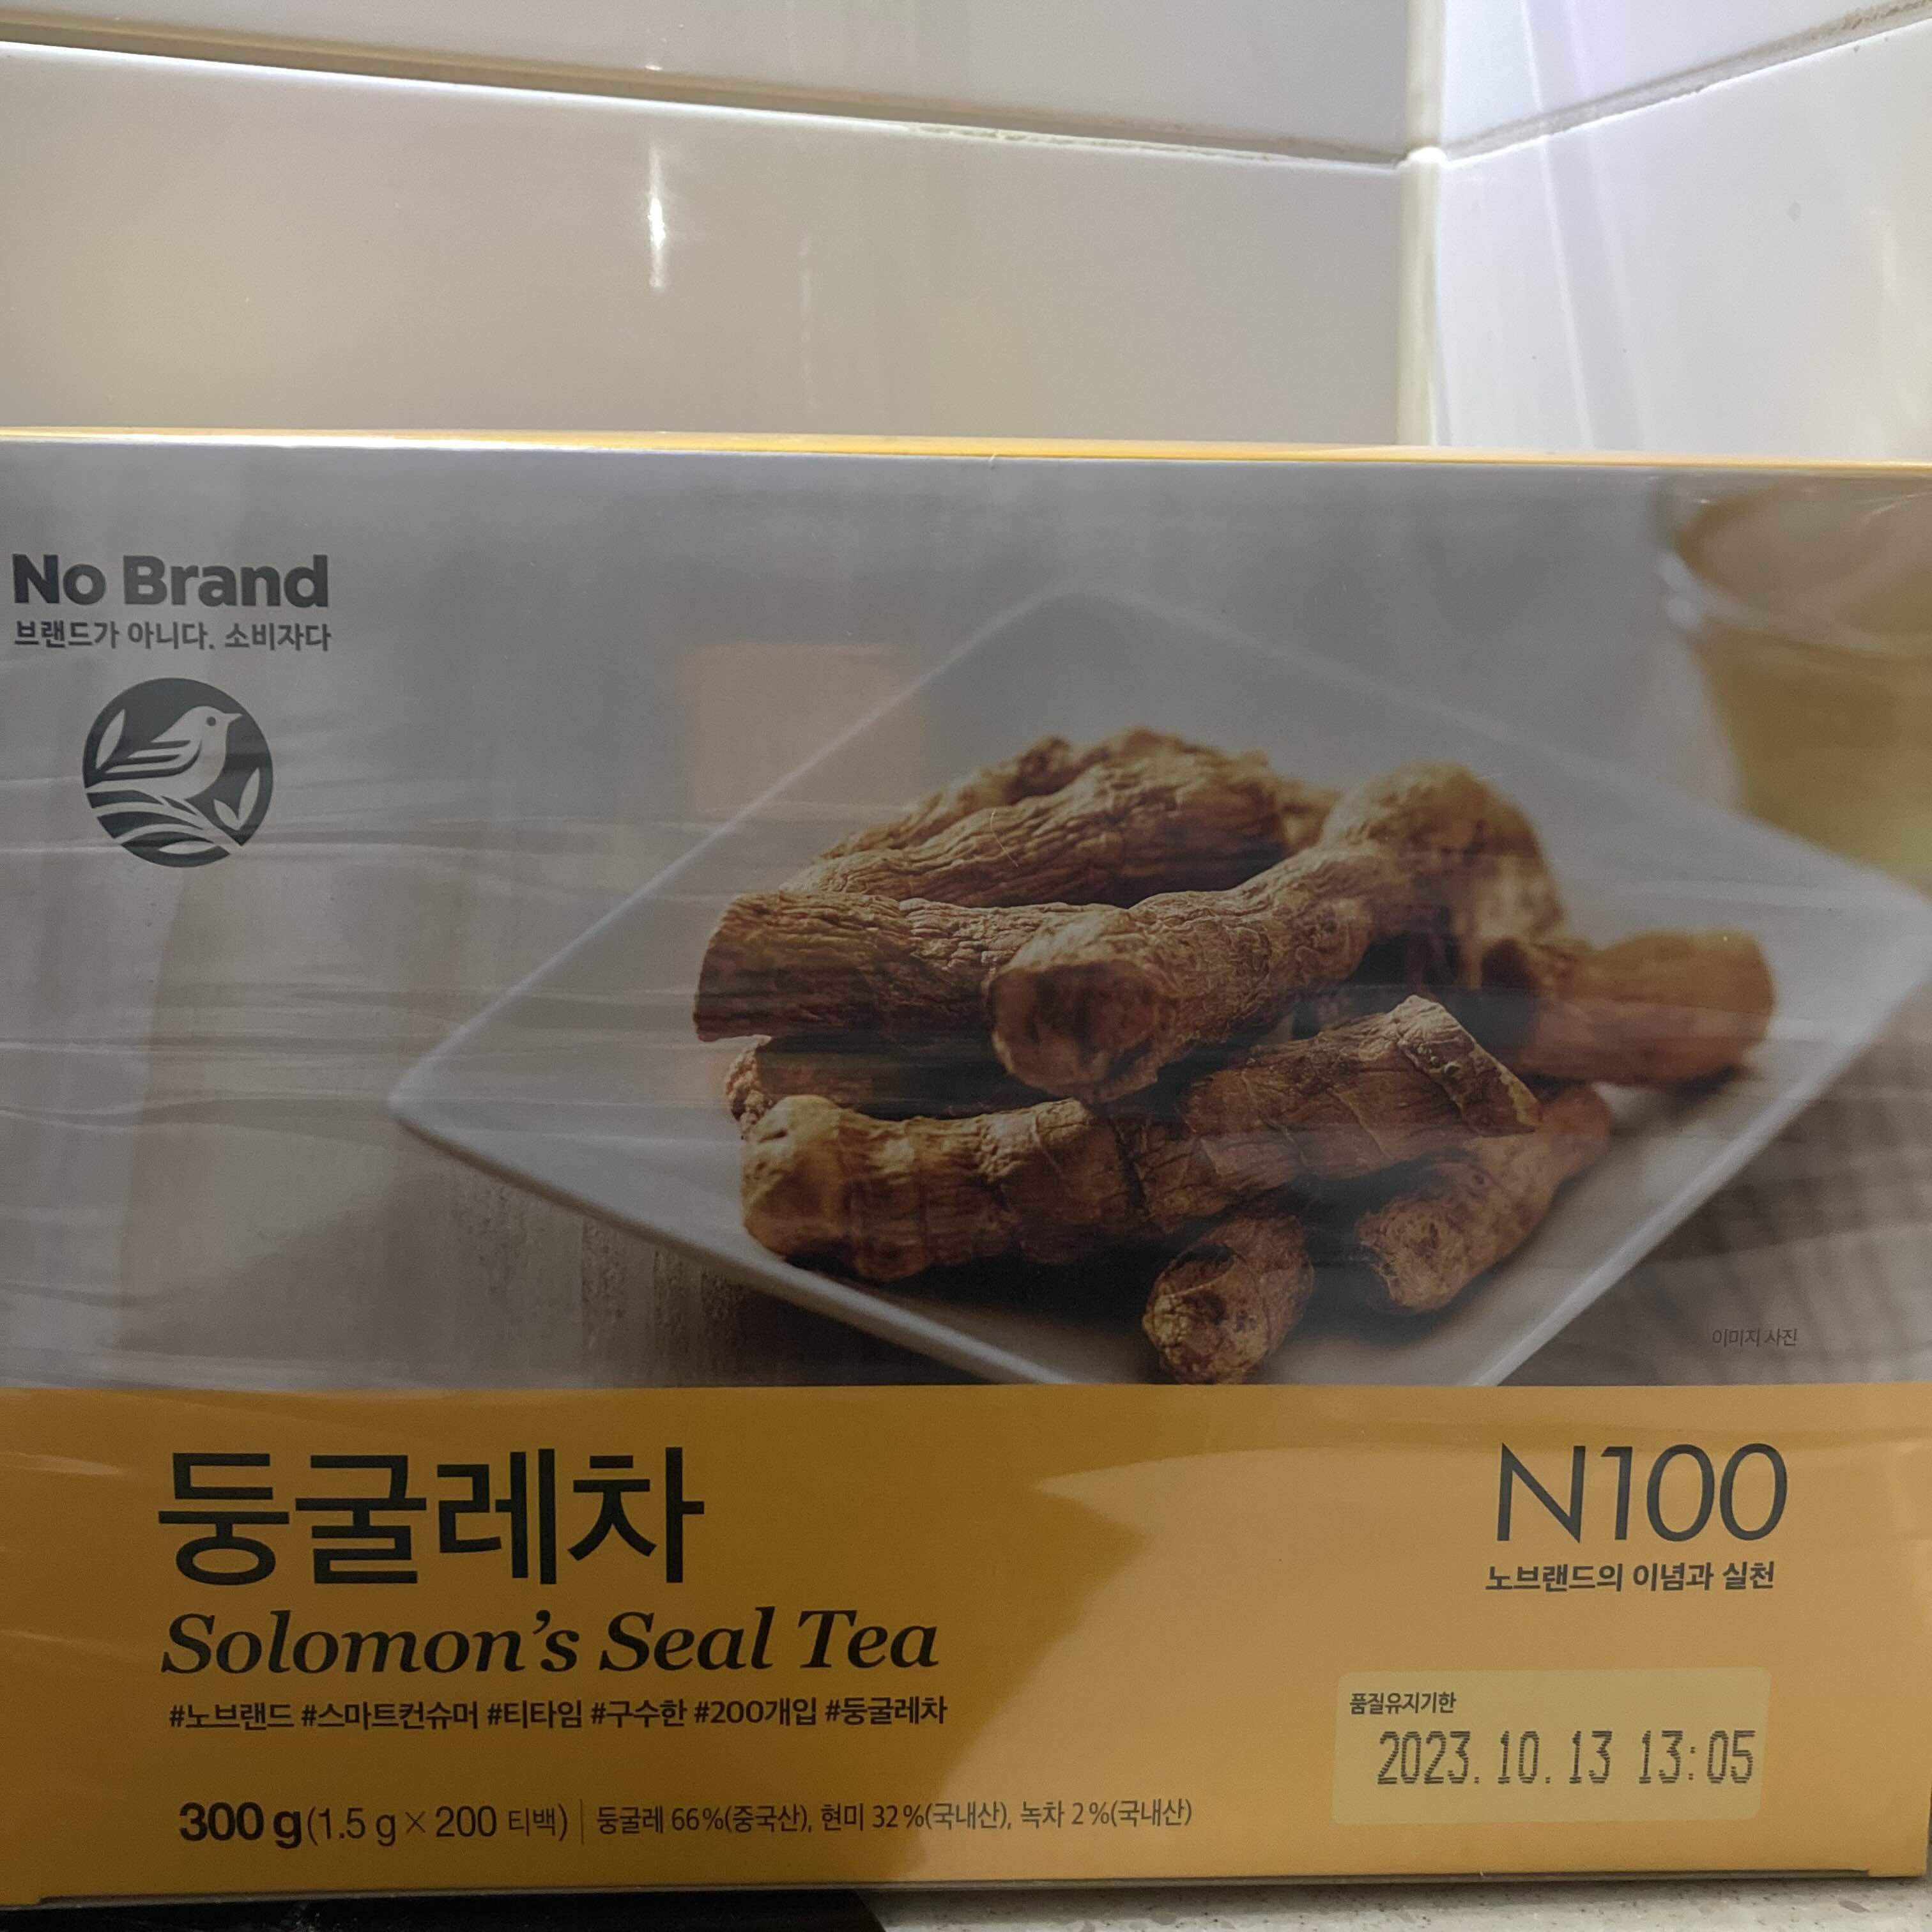 No Brand
브랜드가 아니다. 소비자다
이미지 사진
둥굴레차
Solomon's Seal Tea
#노브랜드 #스마트컨슈머 #티타임 #구수한 #200개입 #둥굴레차
300 g(1.5 g × 200 티백) | 둥굴레 66%(중국산), 현미 32%(국내산), 녹차 2%(국내산)
N100
노브랜드의 이념과 실천
품질유지기한
2023. 10. 13 13:05